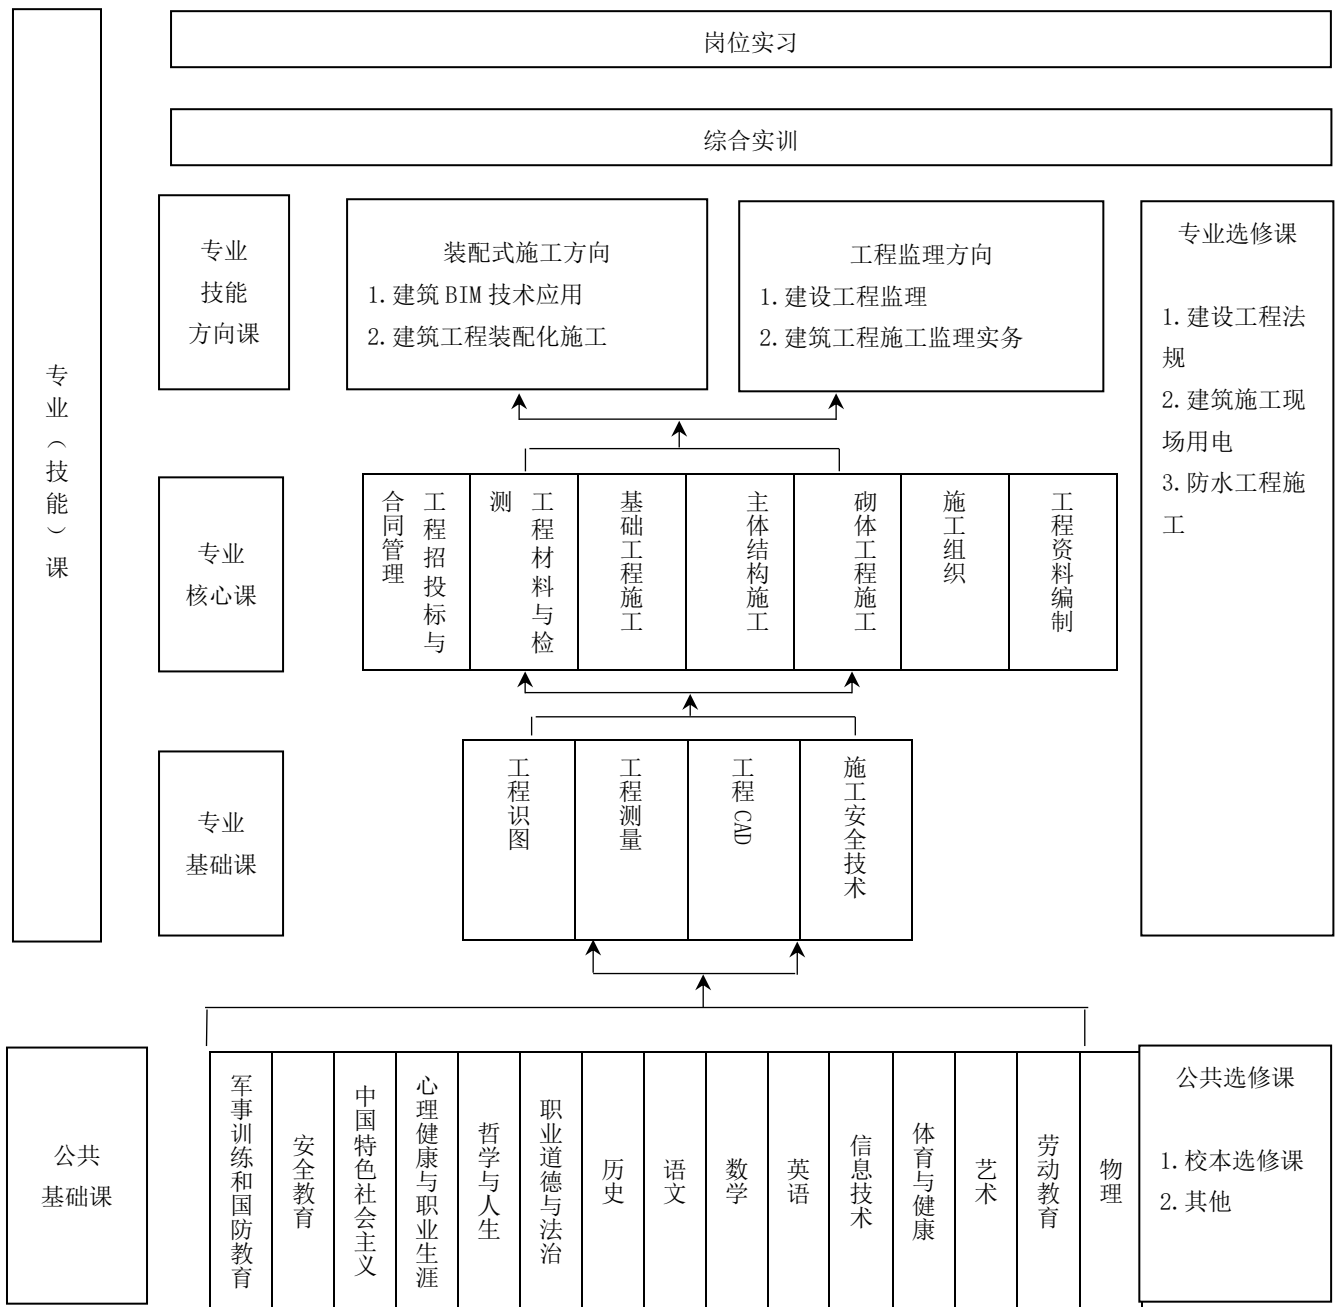 岗位实习
综合实训
专业（技能）课
专业
技能
方向课
装配式施工方向
1.建筑BIM技术应用
2.建筑工程装配化施工
工程监理方向
1.建设工程监理
2.建筑工程施工监理实务
专业选修课
1.建设工程法
规
2.建筑施工现
场用电
3.防水工程施
工
专业
核心课
工程招投标与
合同管理
工程材料与检
测
基础工程施工
主体结构施工
砌体工程施工
施工组织
工程资料编制
专业
基础课
工程识图
工程测量
工程CAD
施工安全技术
公共
基础课
军事训练和国防教育
安全教育
中国特色社会主义
心理健康与职业生涯
哲学与人生
职业道德与法治
历史
语文
数学
英语
信息技术
体育与健康
艺术
劳动教育
物理
公共选修课
1.校本选修课
2.其他